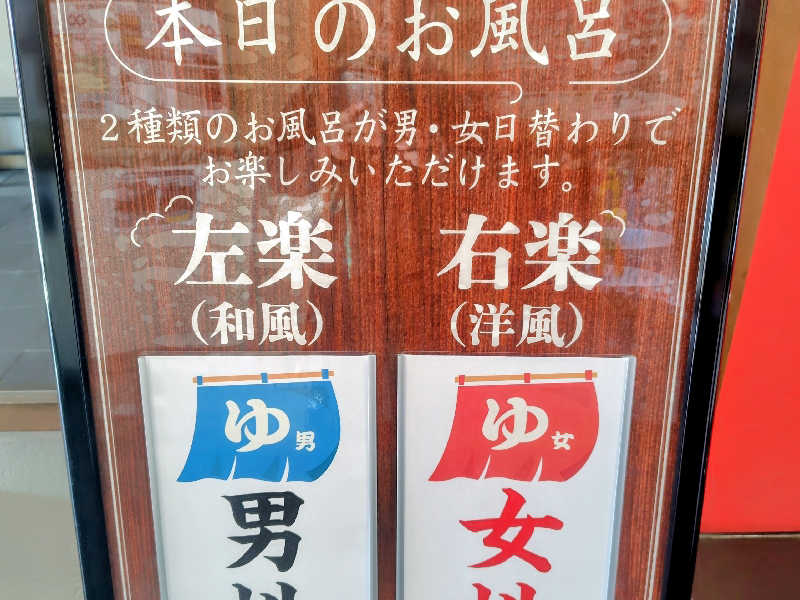 本日のお風呂
2種類のお風呂が男・女日替わりで
お楽しみいただけます。
左楽
(和風)
右楽
(洋風)
ゆ男
男
ゆ女
女